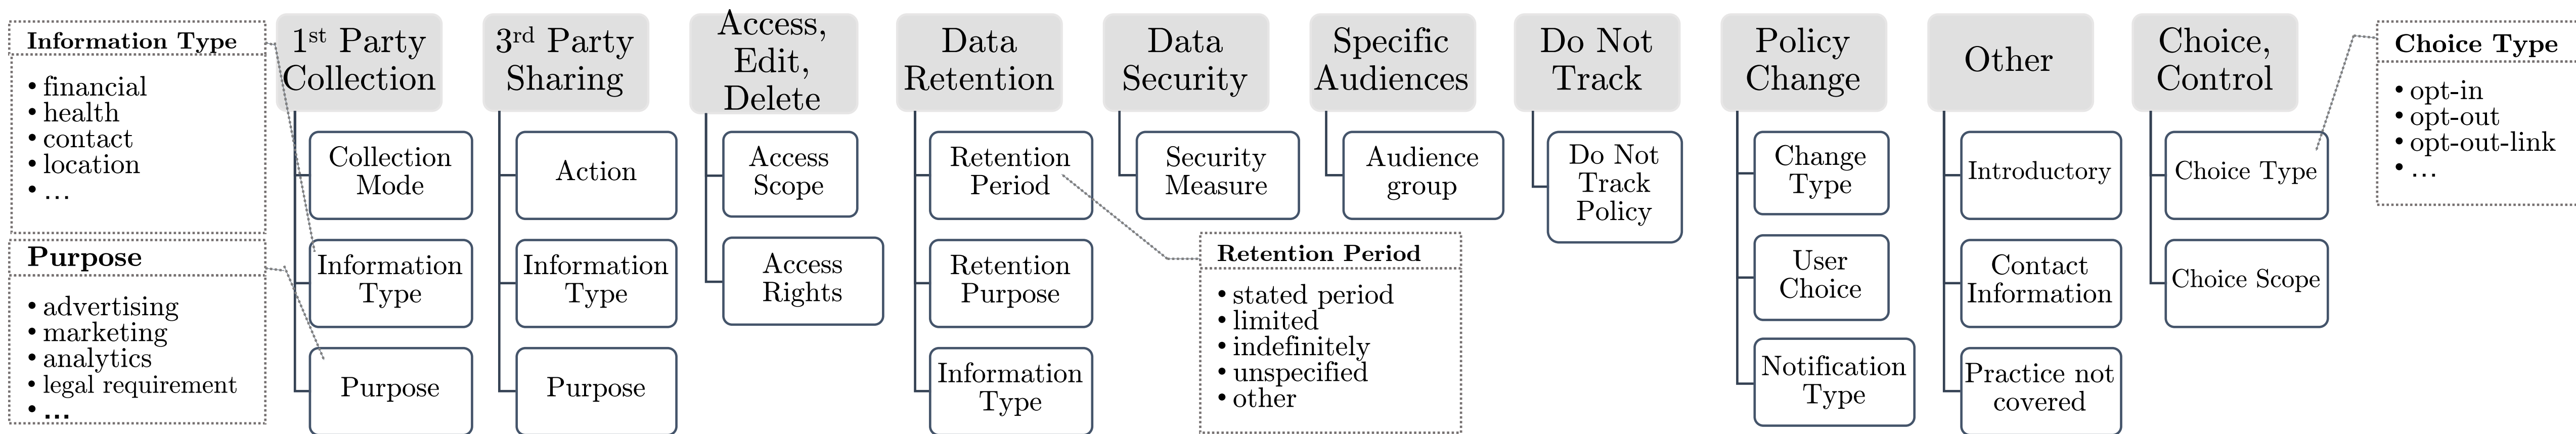 Information Type
• financial
• health
• contact
• location
• ...
Purpose
• advertising
• marketing
• analytics
• legal requirement
• ...
1st Party
Collection
Collection
Mode
Information
Type
Purpose
3rd Party
Sharing
Action
Information
Type
Purpose
Access,
Edit,
Delete
Access
Scope
Access
Rights
Data
Retention
Retention
Period
Retention
Purpose
Information
Type
Data
Security
Security
Measure
Retention Period
• stated period
• limited
• indefinitely
• unspecified
• other
Specific
Audiences
Audience
group
Do Not
Track
Do Not
Track
Policy
Policy
Change
Change
Type
User
Choice
Notification
Type
Other
Introductory
Contact
Information
Practice not
covered
Choice,
Control
Choice Type
Choice Scope
Choice Type
• opt-in
• opt-out
• opt-out-link
• ...